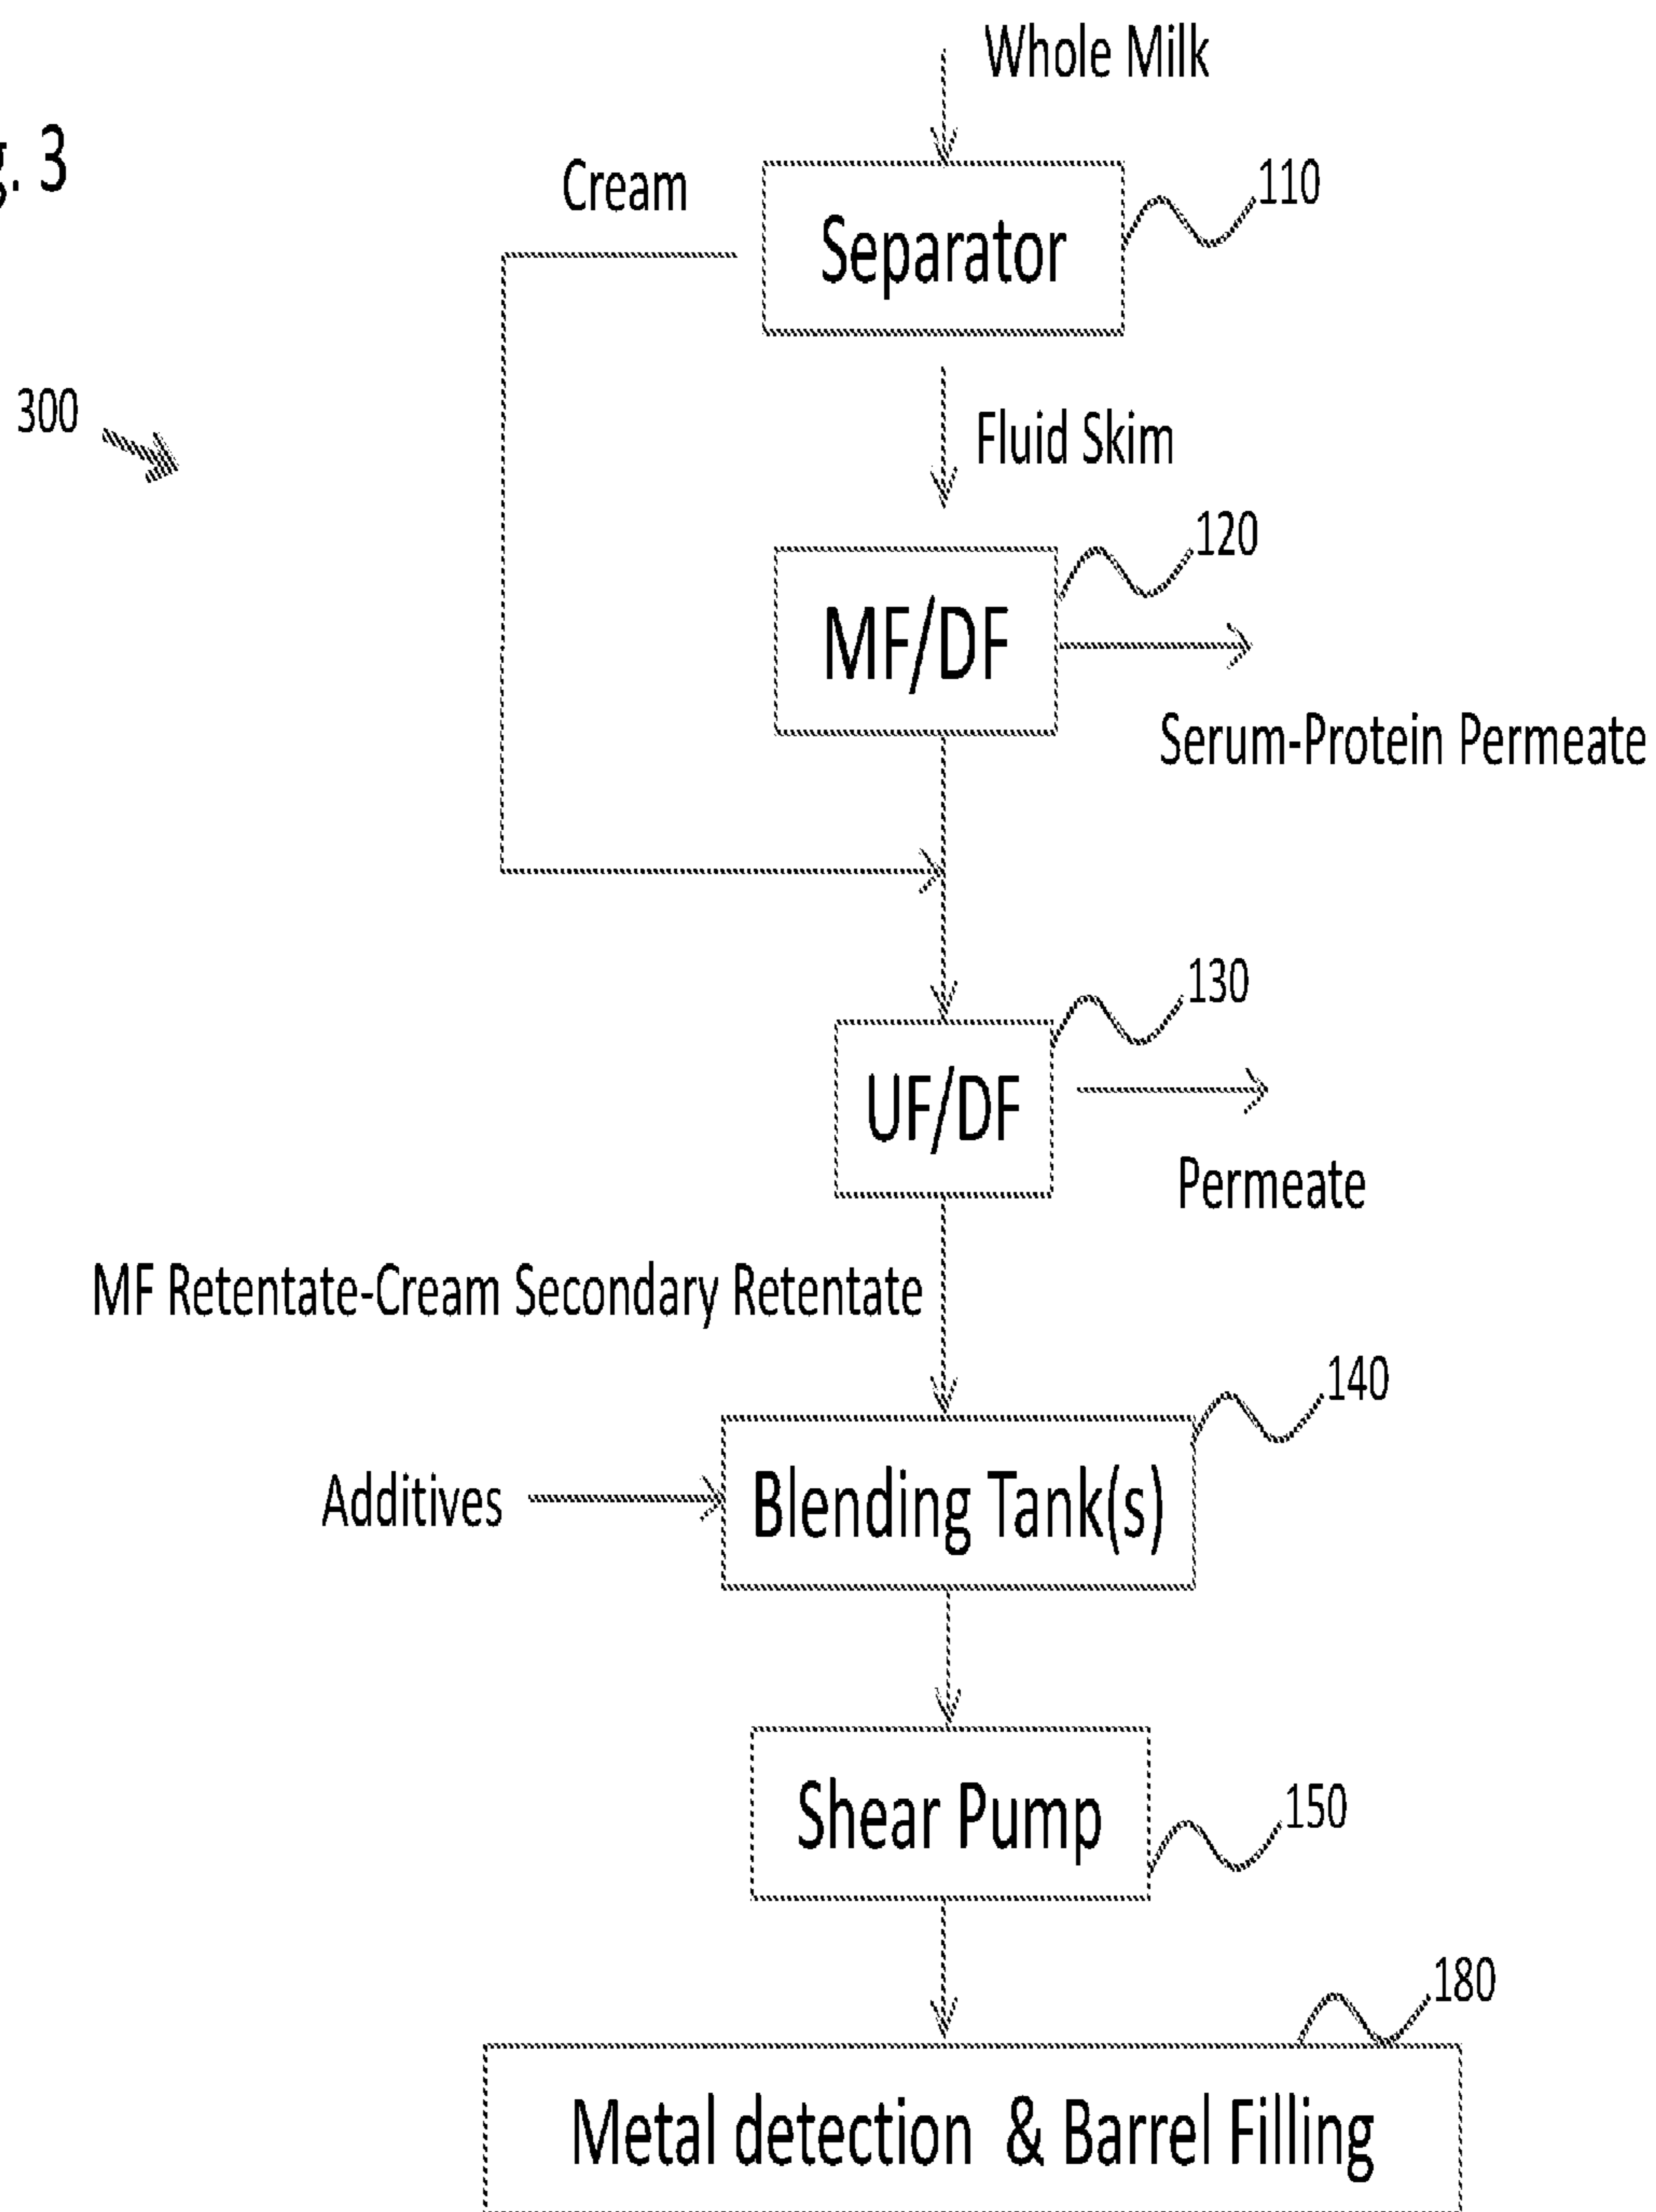 g. 3
Whole Milk
Cream
110
Separator
300
Fluid Skim
120
MF/DF
Serum-Protein Permeate
130
UF/DF
Permeate
MF Retentate-Cream Secondary Retentate
140
Additives
Blending Tank(s)
Shear Pump
150
180
Metal detection & Barrel Filling